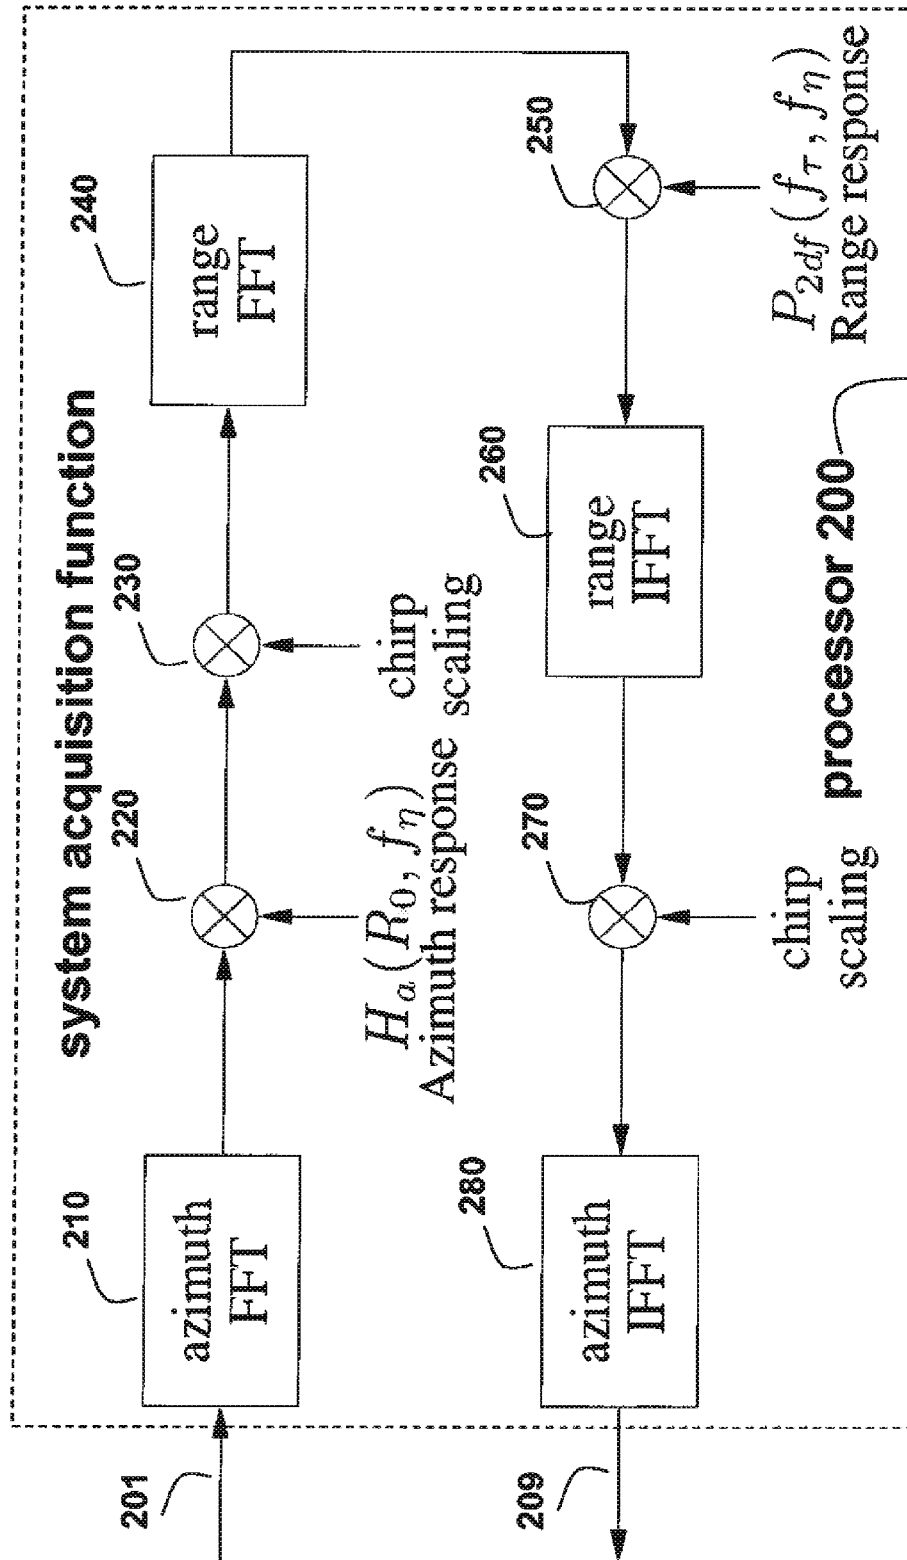 system acquisition function
201
210
azimuth
FFT
220
H_a(R_0, f_η)
Azimuth response
230
chirp
scaling
240
range
FFT
250
P_{2df}(f_τ, f_η)
Range response
260
range
IFFT
270
chirp
scaling
280
azimuth
IFFT
209
processor 200